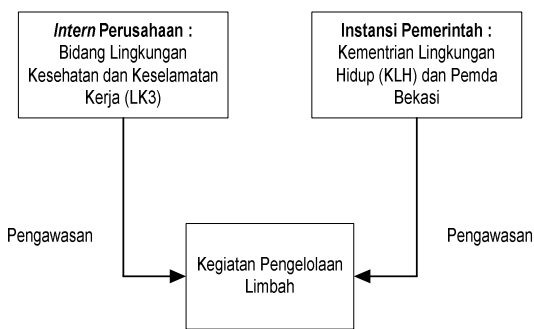 Intern Perusahaan :
Bidang Lingkungan
Kesehatan dan Keselamatan
Kerja (LK3)
Instansi Pemerintah :
Kementrian Lingkungan
Hidup (KLH) dan Pemda
Bekasi
Pengawasan
Pengawasan
Kegiatan Pengelolaan
Limbah